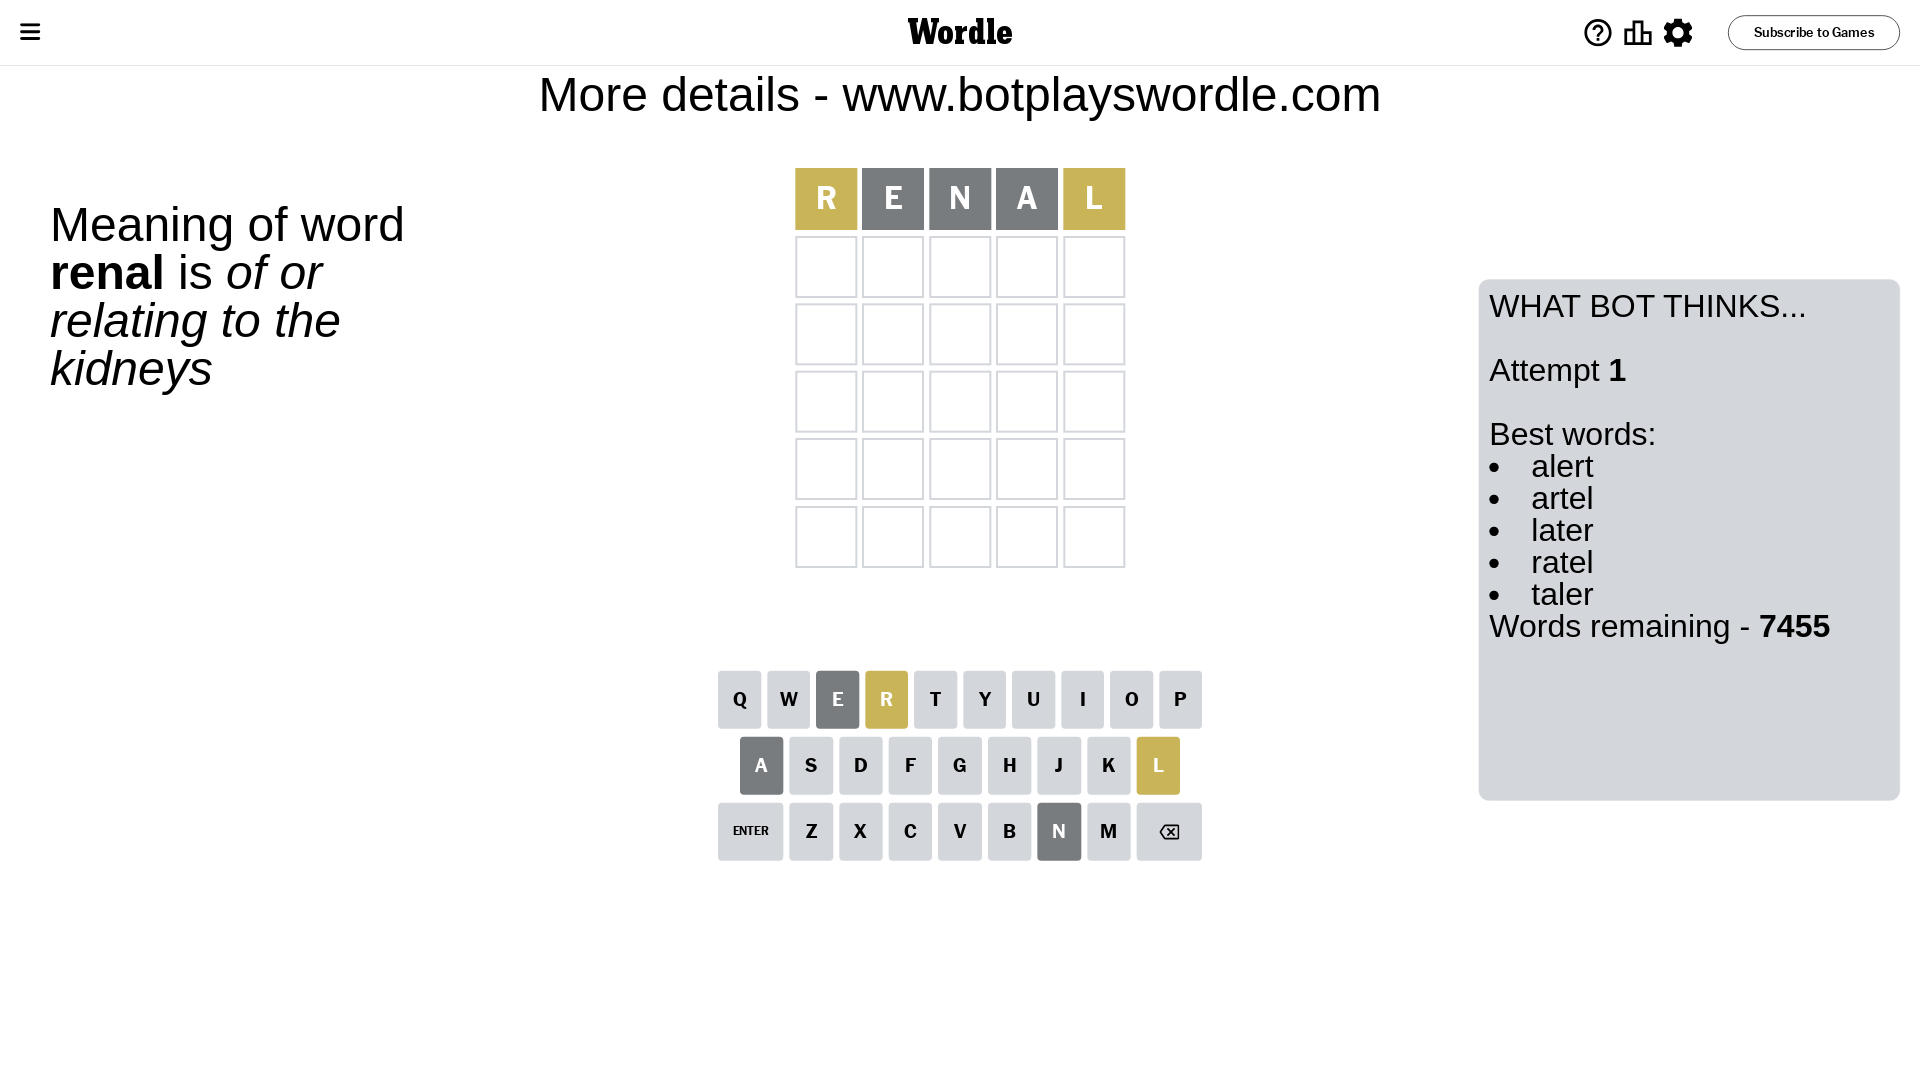 Wordle
Subscribe to Games
More details - www.botplayswordle.com
Meaning of word
renal is of or
relating to the
kidneys
R E N A L
WHAT BOT THINKS...
Attempt 1
Best words:
• alert
• artel
• later
• ratel
• taler
Words remaining - 7455
Q W E R T Y U I O P
A S D F G H J K L
ENTER Z X C V B N M